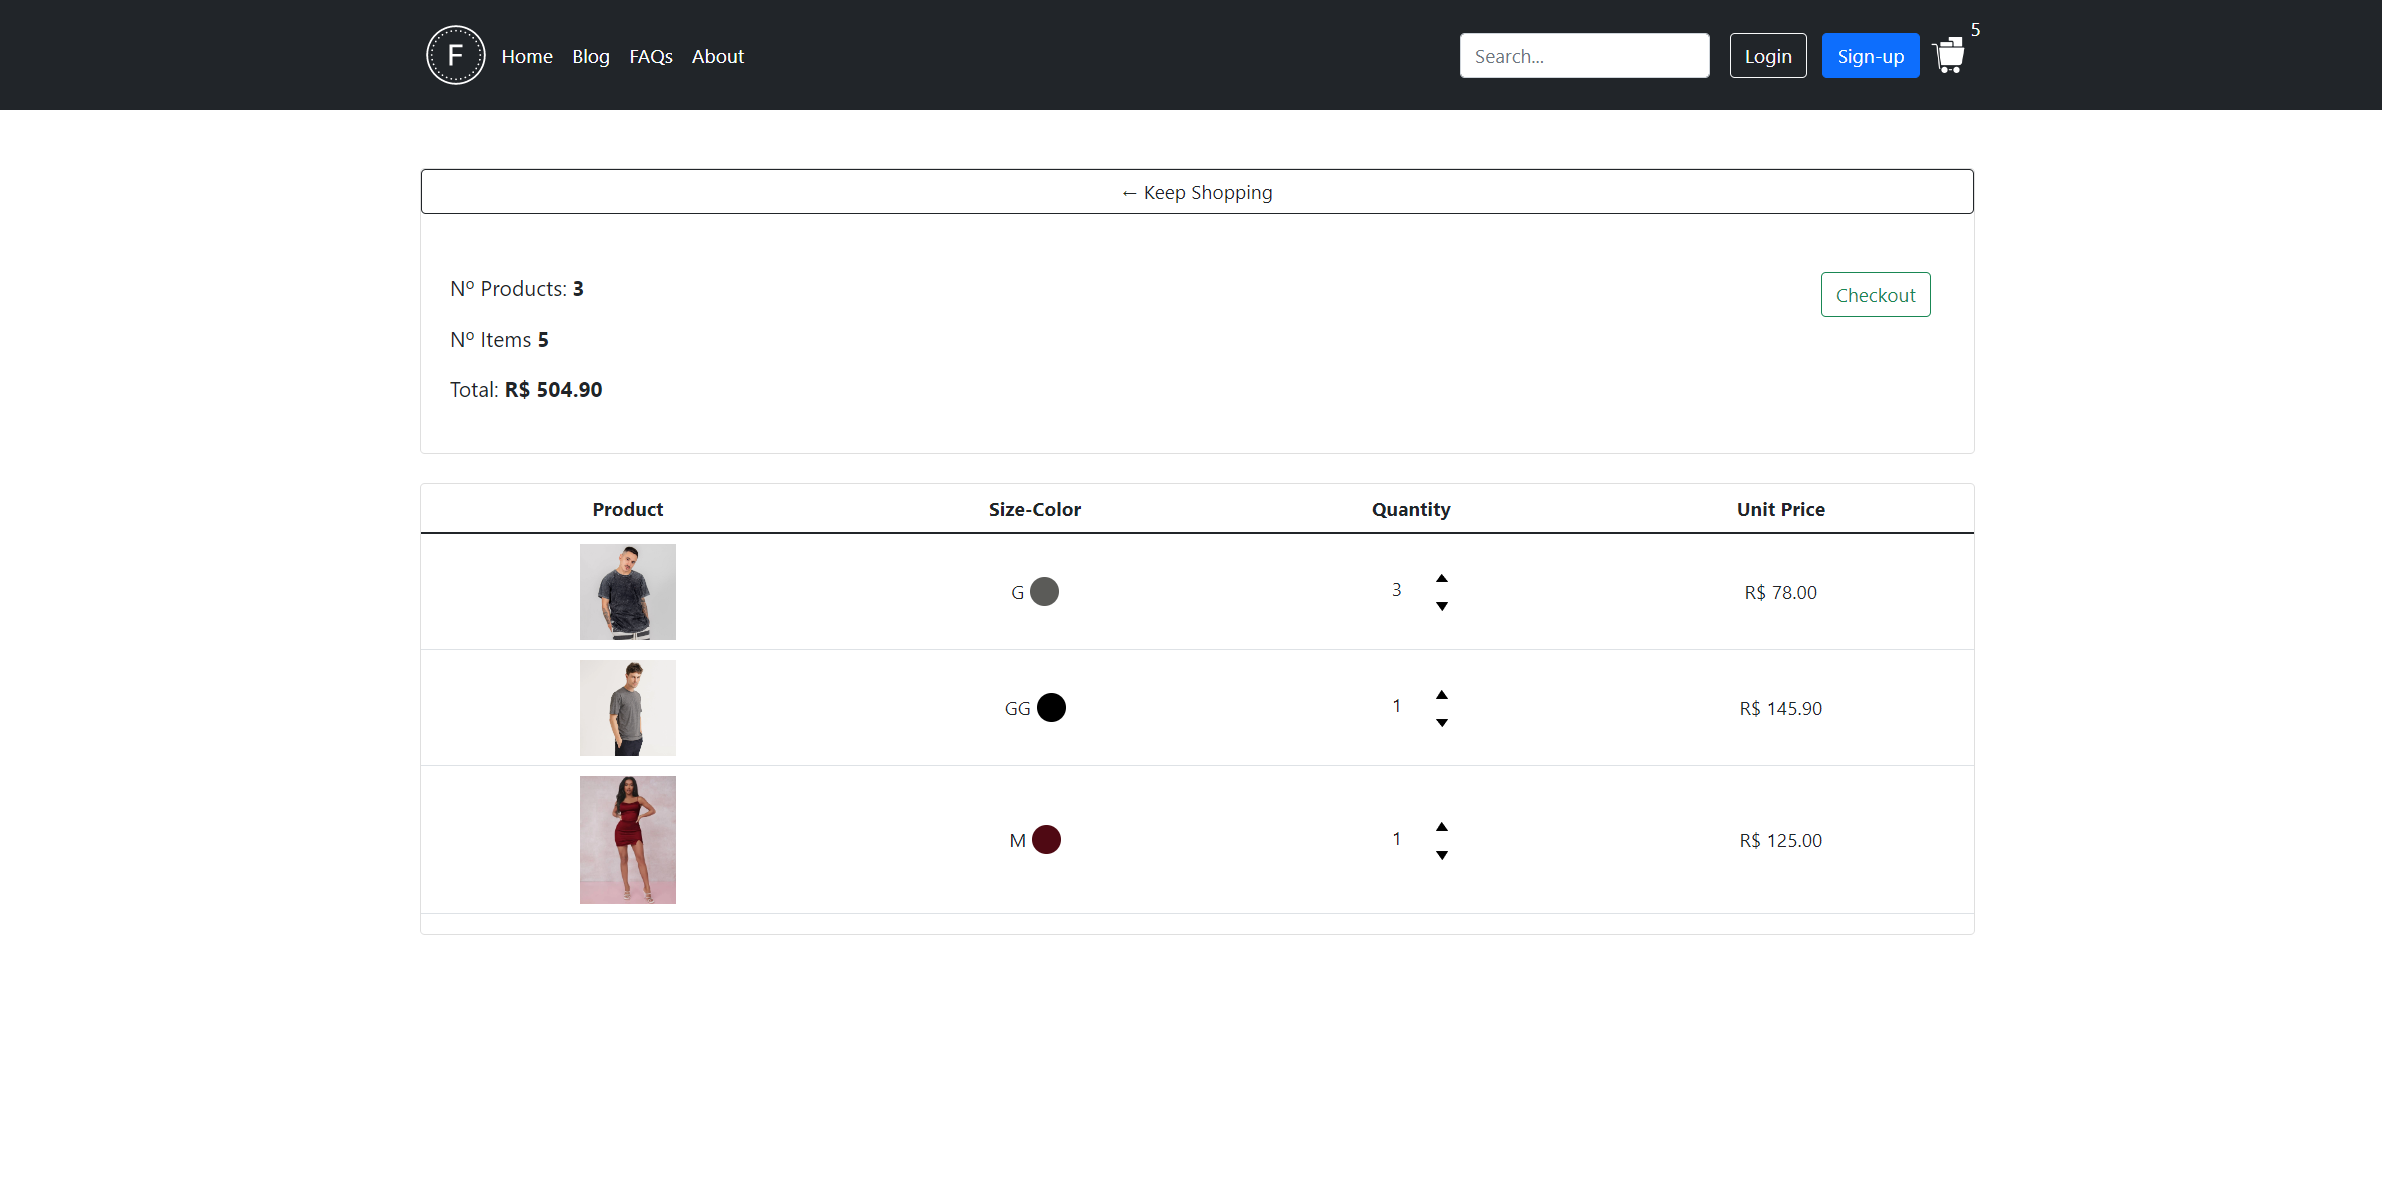 F Home Blog FAQs About Search... Login Sign-up 5
← Keep Shopping
Nº Products: 3 Checkout
Nº Items 5
Total: R$ 504.90
Product Size-Color Quantity Unit Price
G 3 R$ 78.00
GG 1 R$ 145.90
M 1 R$ 125.00